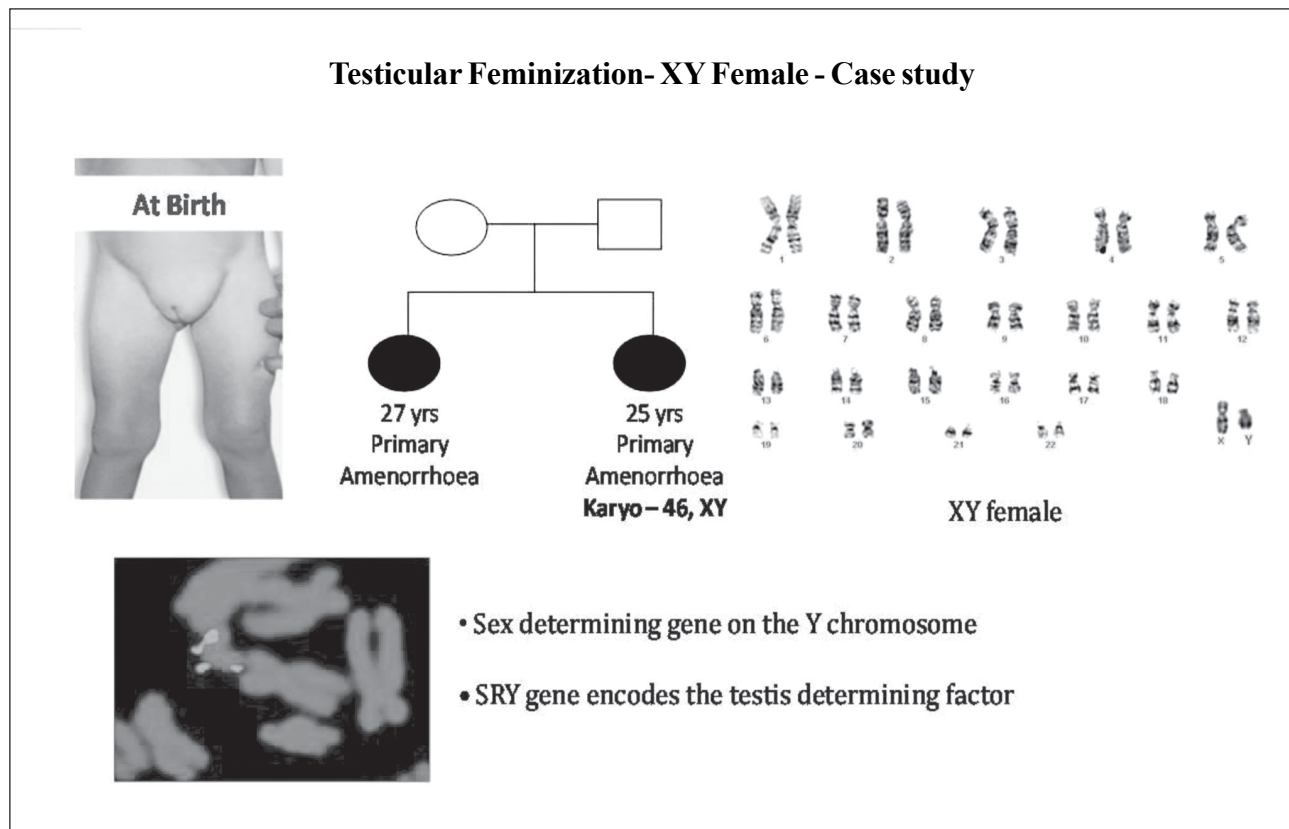 Testicular Feminization- XY Female - Case study
At Birth
27 yrs
Primary
Amenorrhoea
25 yrs
Primary
Amenorrhoea
Karyo – 46, XY
1 2 3 4 5
6 7 8 9 10 11 12
13 14 15 16 17 18
19 20 21 22 X Y
XY female
• Sex determining gene on the Y chromosome
• SRY gene encodes the testis determining factor